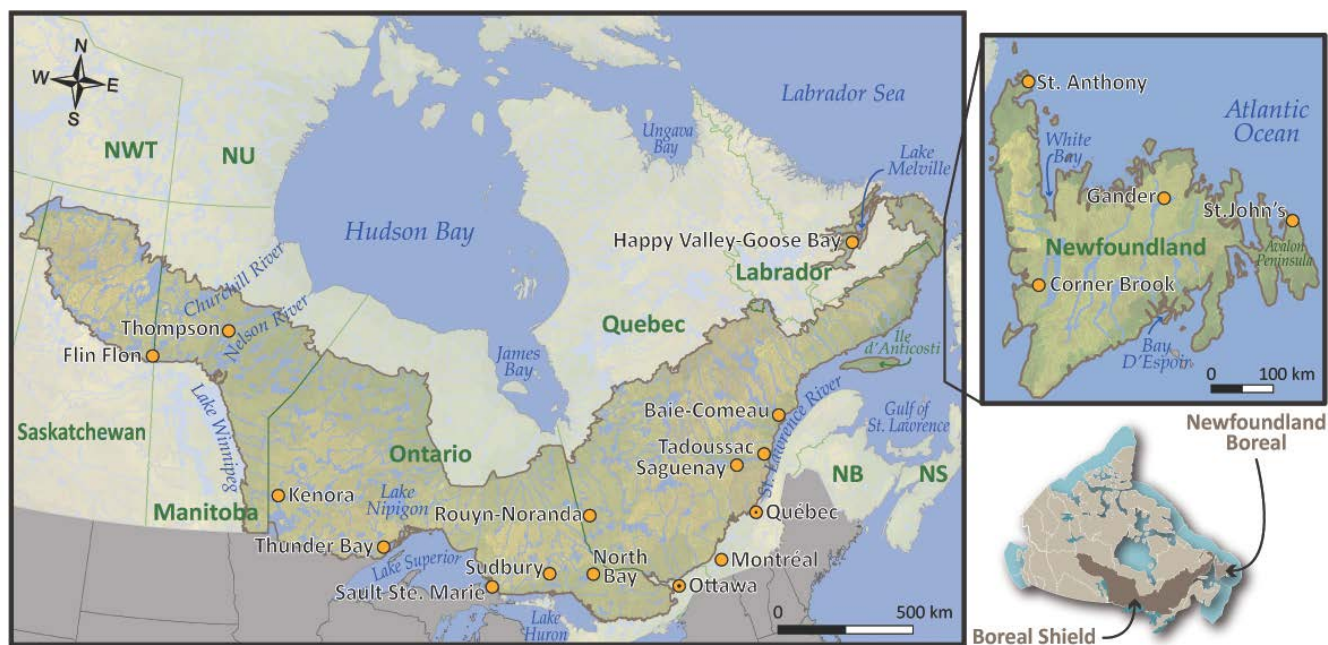 N
W
E
S
NWT
NU
Hudson Bay
Ungava
Bay
Labrador Sea
Lake
Melville
Happy Valley-Goose Bay
Labrador
Churchill River
Nelson River
Thompson
Flin Flon
Quebec
James
Bay
Ile
d'Anticosti
Lake Winnipeg
Saskatchewan
Baie-Comeau
St. Lawrence River
Gulf of
St. Lawrence
Ontario
Tadoussac
Saguenay
NB
NS
Manitoba
Kenora
Lake
Nipigon
Rouyn-Noranda
Québec
Thunder Bay
Lake Superior
Sudbury
North
Bay
Montréal
Sault-Ste. Marie
Ottawa
Lake
Huron
0
500 km
St. Anthony
Atlantic
Ocean
White
Bay
Gander
St.John's
Newfoundland
Avalon
Peninsula
Corner Brook
Bay
D'Espoir
0
100 km
Newfoundland
Boreal
Boreal Shield